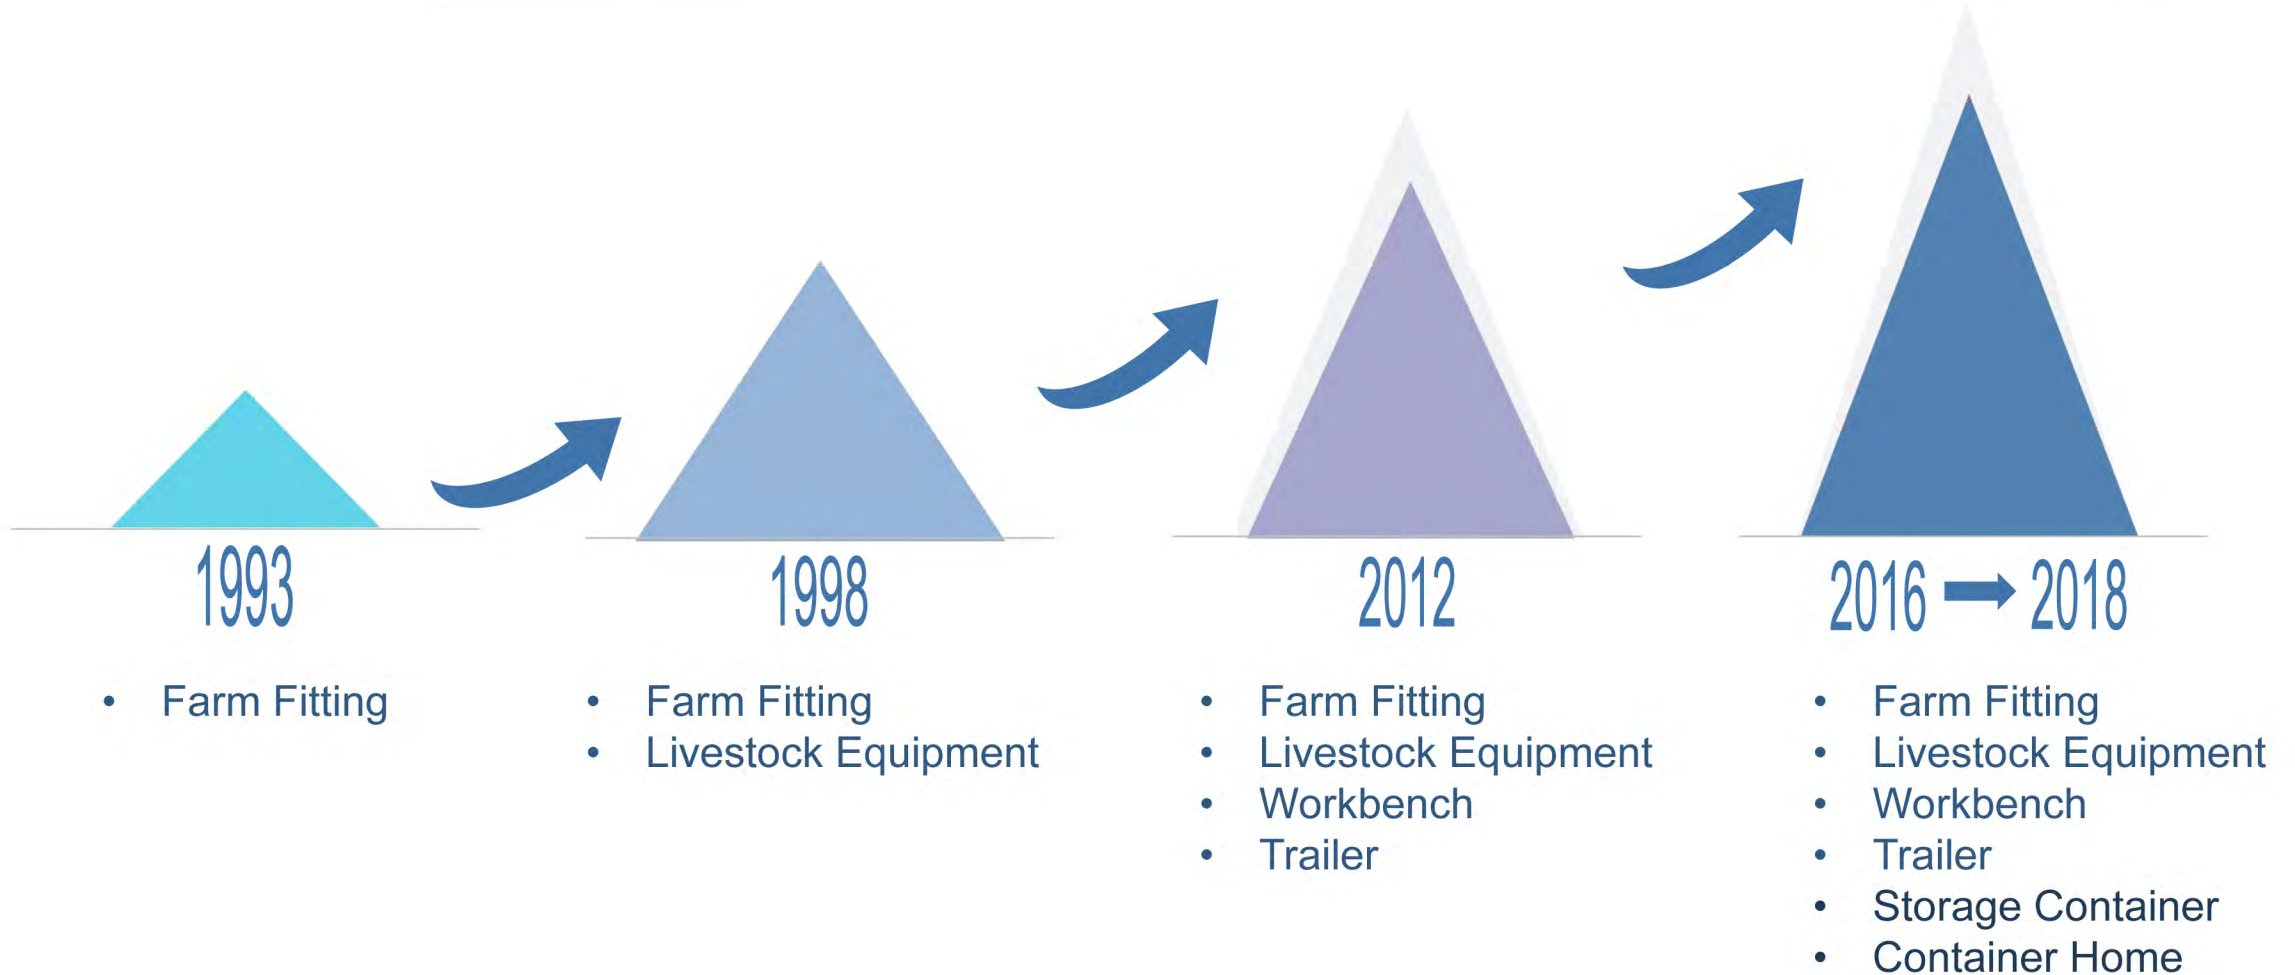 1993
• Farm Fitting
1998
• Farm Fitting
• Livestock Equipment
2012
• Farm Fitting
• Livestock Equipment
• Workbench
• Trailer
2016 2018
• Farm Fitting
• Livestock Equipment
• Workbench
• Trailer
• Storage Container
• Container Home